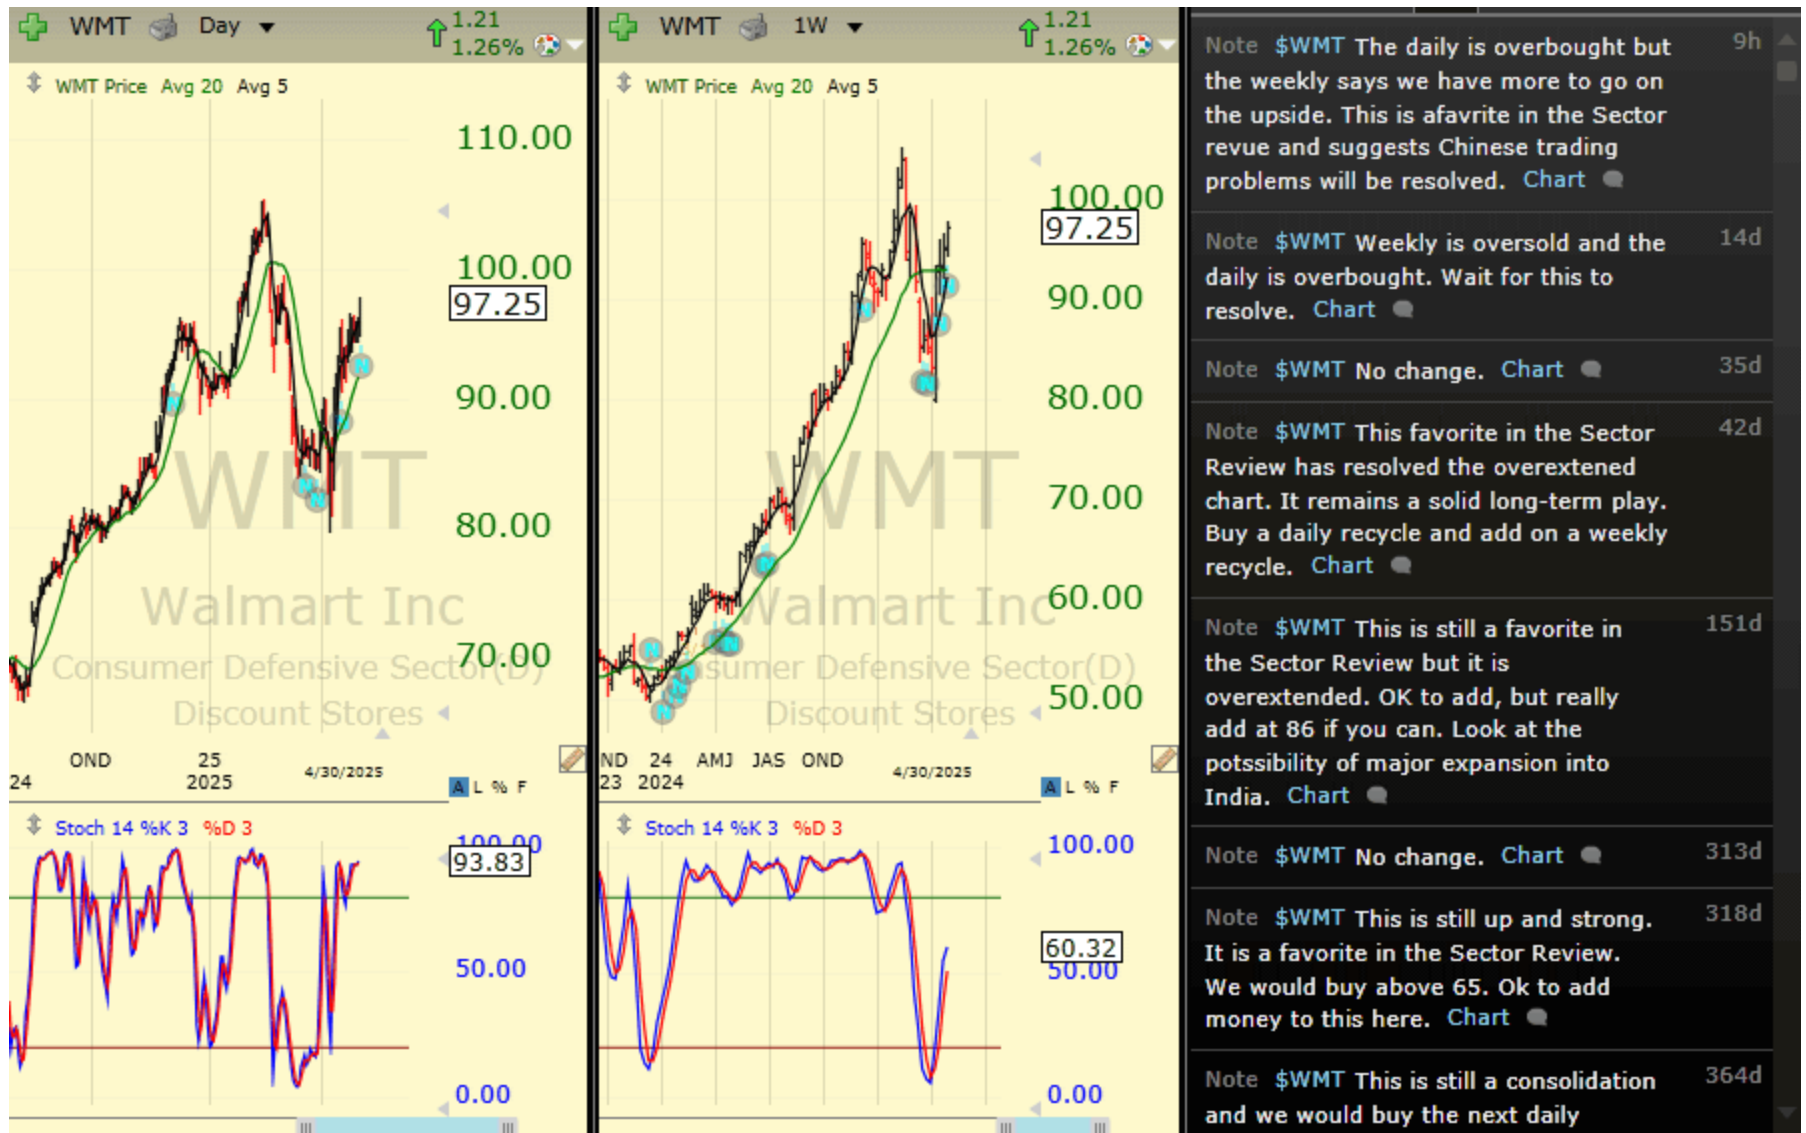 WMT Day
1.21
1.26%
WMT Price Avg 20 Avg 5
110.00
100.00
97.25
90.00
80.00
70.00
WMT
Walmart Inc
Consumer Defensive Sector(D)
Discount Stores
OND 25
24 2025 4/30/2025
A L % F
Stoch 14 %K 3 %D 3
100.00
93.83
50.00
0.00
WMT 1W
1.21
1.26%
WMT Price Avg 20 Avg 5
100.00
97.25
90.00
80.00
70.00
60.00
50.00
WMT
Walmart Inc
Consumer Defensive Sector(D)
Discount Stores
ND 24 AMJ JAS OND
23 2024 4/30/2025
A L % F
Stoch 14 %K 3 %D 3
100.00
60.32
50.00
0.00
Note $WMT The daily is overbought but 9h
the weekly says we have more to go on
the upside. This is afavrite in the Sector
revue and suggests Chinese trading
problems will be resolved. Chart
Note $WMT Weekly is oversold and the 14d
daily is overbought. Wait for this to
resolve. Chart
Note $WMT No change. Chart 35d
Note $WMT This favorite in the Sector 42d
Review has resolved the overextened
chart. It remains a solid long-term play.
Buy a daily recycle and add on a weekly
recycle. Chart
Note $WMT This is still a favorite in 151d
the Sector Review but it is
overextended. OK to add, but really
add at 86 if you can. Look at the
potssibility of major expansion into
India. Chart
Note $WMT No change. Chart 313d
Note $WMT This is still up and strong. 318d
It is a favorite in the Sector Review.
We would buy above 65. Ok to add
money to this here. Chart
Note $WMT This is still a consolidation 364d
and we would buy the next daily